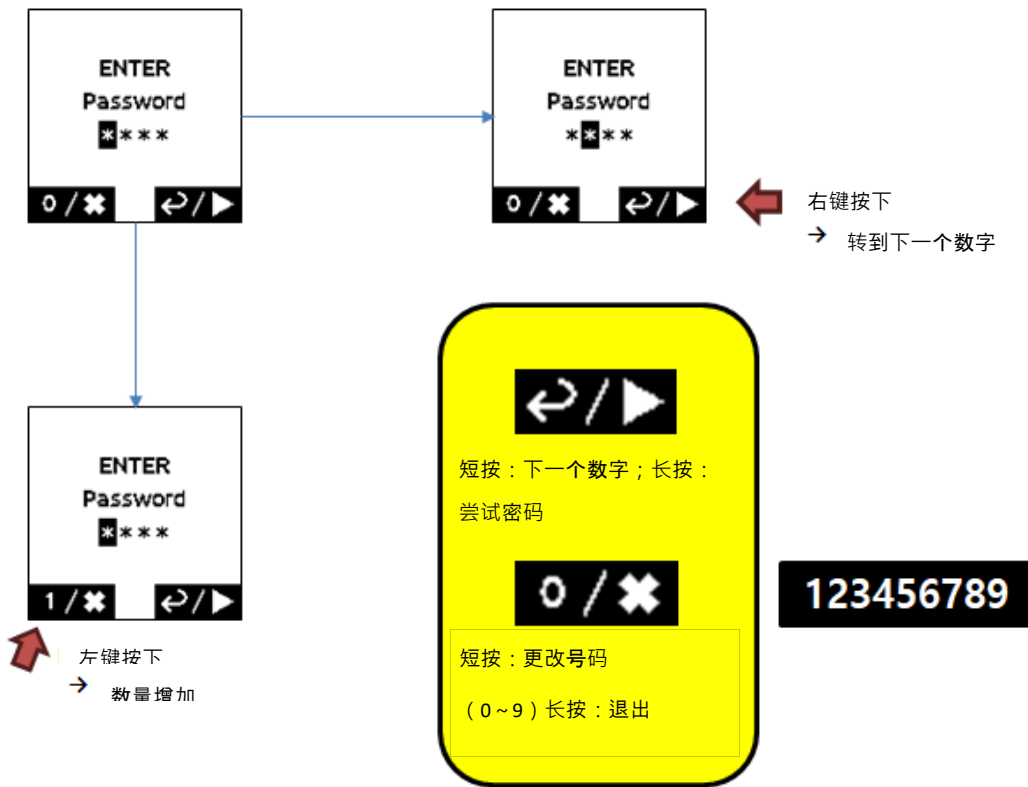 ENTER
Password
****
0 / ✖ ↩/▶
ENTER
Password
****
0 / ✖ ↩/▶
右键按下
→ 转到下一个数字
ENTER
Password
****
1 / ✖ ↩/▶
左键按下
→ 数量增加
↩/▶
短按：下一个数字；长按：
尝试密码
0 / ✖
短按：更改号码
（0~9）长按：退出
123456789